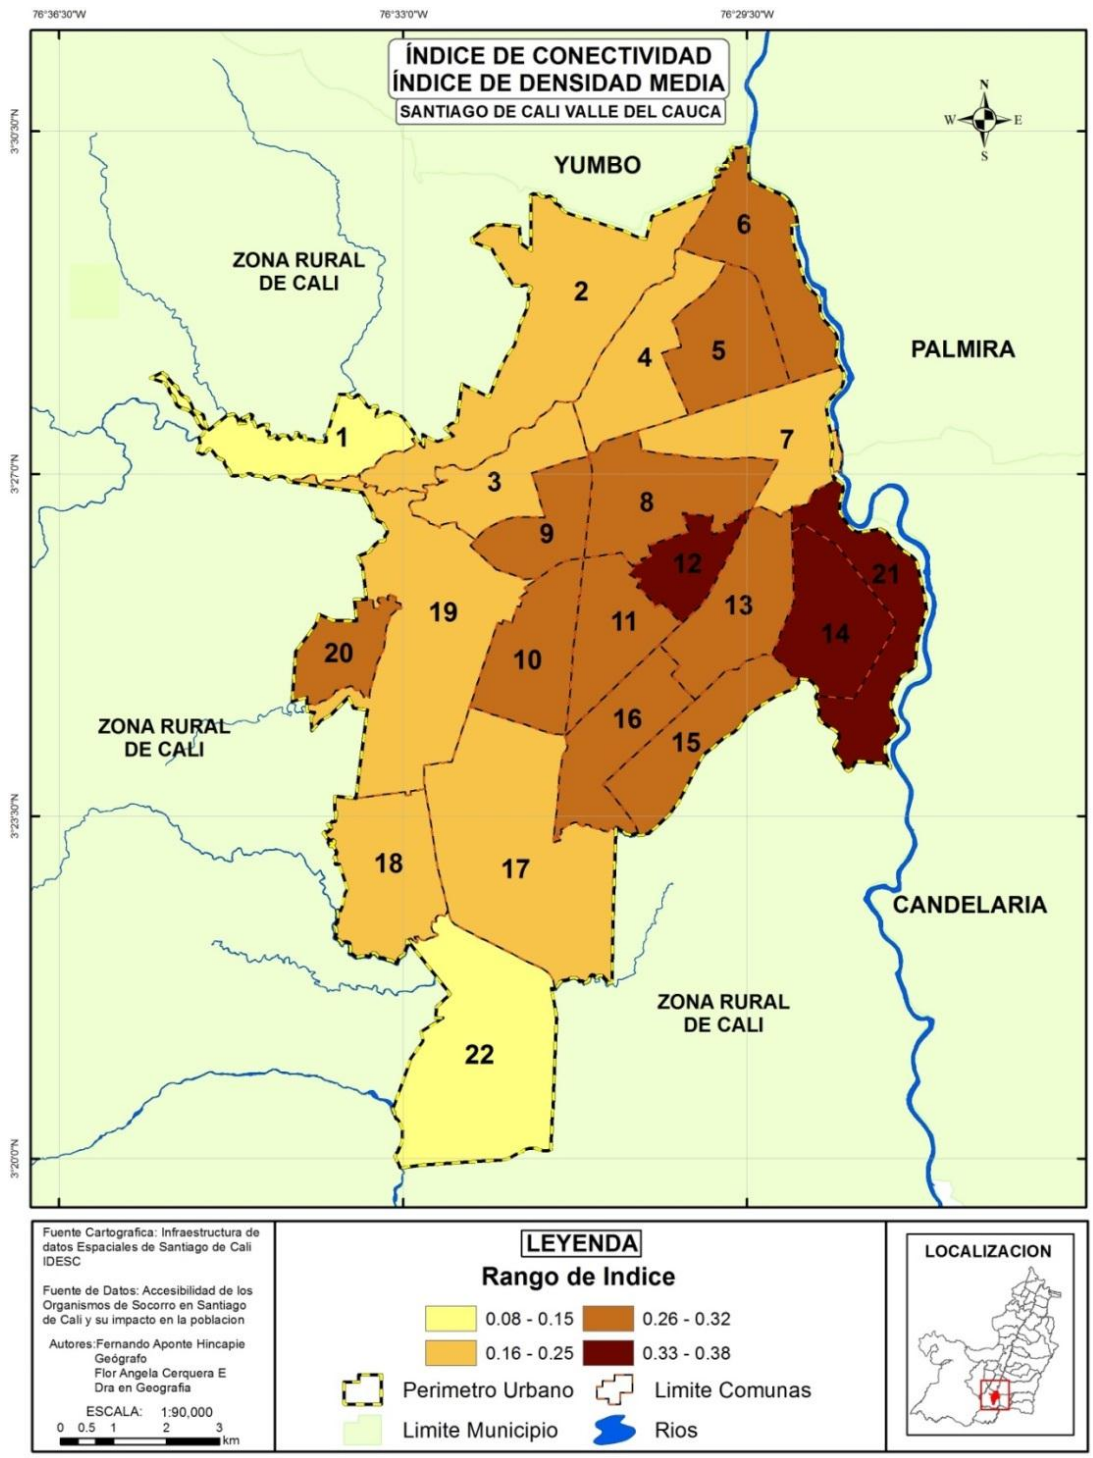 76°36'30"W
76°33'0"W
76°29'30"W
ÍNDICE DE CONECTIVIDAD
ÍNDICE DE DENSIDAD MEDIA
SANTIAGO DE CALI VALLE DEL CAUCA
N
W
E
S
3°30'30"N
YUMBO
6
ZONA RURAL
DE CALI
2
PALMIRA
4
5
1
7
3°27'0"N
3
8
9
12
21
19
11
13
14
20
10
16
15
ZONA RURAL
DE CALI
3°23'30"N
18
17
CANDELARIA
ZONA RURAL
DE CALI
22
3°20'0"N
Fuente Cartografica: Infraestructura de
datos Espaciales de Santiago de Cali
IDESC
Fuente de Datos: Accesibilidad de los
Organismos de Socorro en Santiago
de Cali y su impacto en la poblacion
Autores:Fernando Aponte Hincapie
Geógrafo
Flor Angela Cerquera E
Dra en Geografia
ESCALA: 1:90,000
0 0.5 1 2 3
km
LEYENDA
Rango de Indice
0.08 - 0.15
0.26 - 0.32
0.16 - 0.25
0.33 - 0.38
Perimetro Urbano
Limite Comunas
Limite Municipio
Rios
LOCALIZACION